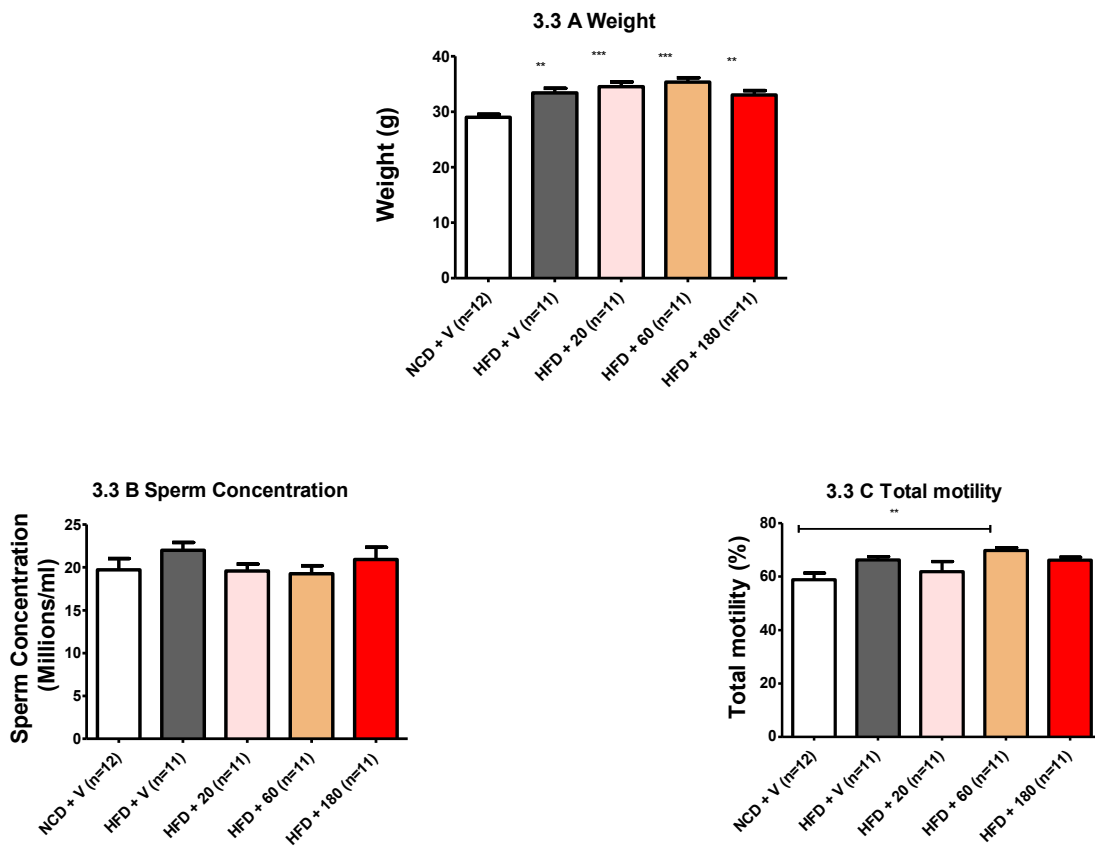 3.3 A Weight
** *** *** **
40
30
20
10
0
Weight (g)
NCD + V (n=12)
HFD + V (n=11)
HFD + 20 (n=11)
HFD + 60 (n=11)
HFD + 180 (n=11)
3.3 B Sperm Concentration
25
20
15
10
5
0
Sperm Concentration
(Millions/ml)
NCD + V (n=12)
HFD + V (n=11)
HFD + 20 (n=11)
HFD + 60 (n=11)
HFD + 180 (n=11)
3.3 C Total motility
**
80
60
40
20
0
Total motility (%)
NCD + V (n=12)
HFD + V (n=11)
HFD + 20 (n=11)
HFD + 60 (n=11)
HFD + 180 (n=11)